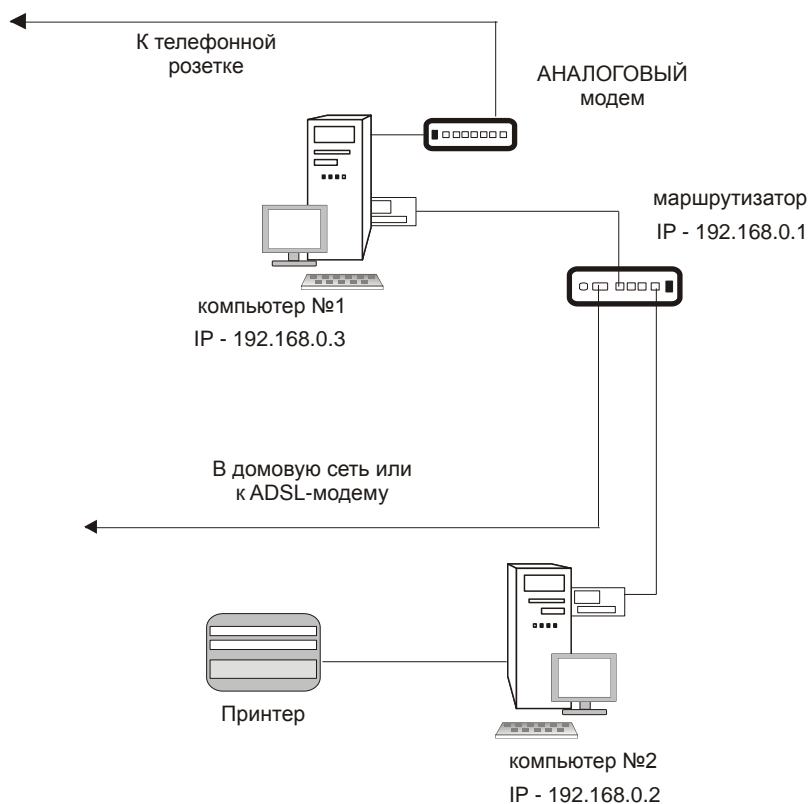 К телефонной
розетке
АНАЛОГОВЫЙ
модем
маршрутизатор
IP - 192.168.0.1
компьютер №1
IP - 192.168.0.3
В домовую сеть или
к ADSL-модему
Принтер
компьютер №2
IP - 192.168.0.2